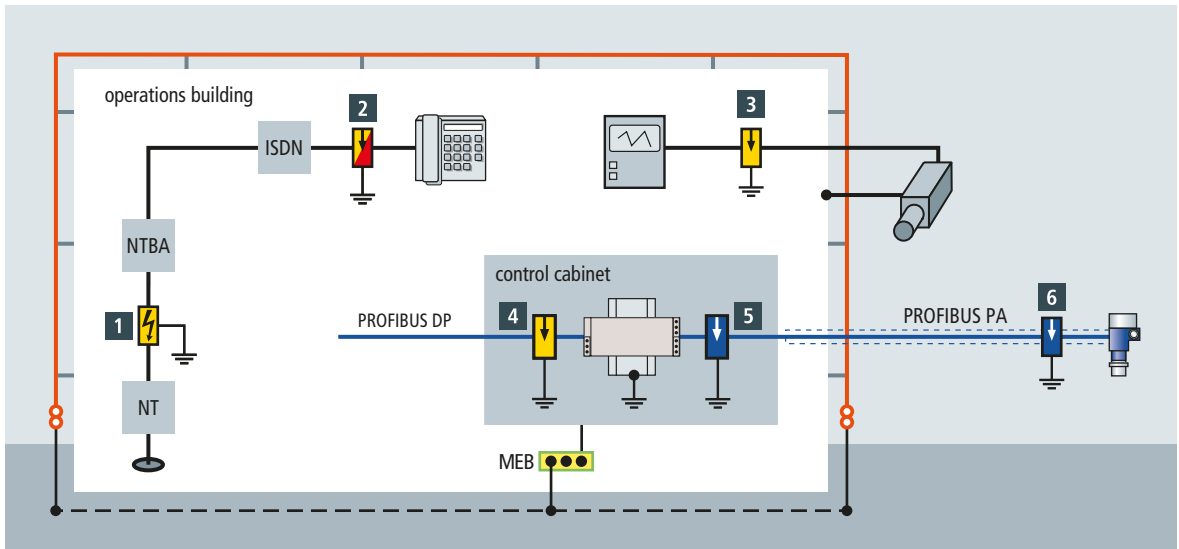 operations building
2
3
ISDN
NTBA
control cabinet
1
PROFIBUS DP
4
5
PROFIBUS PA
6
NT
MEB